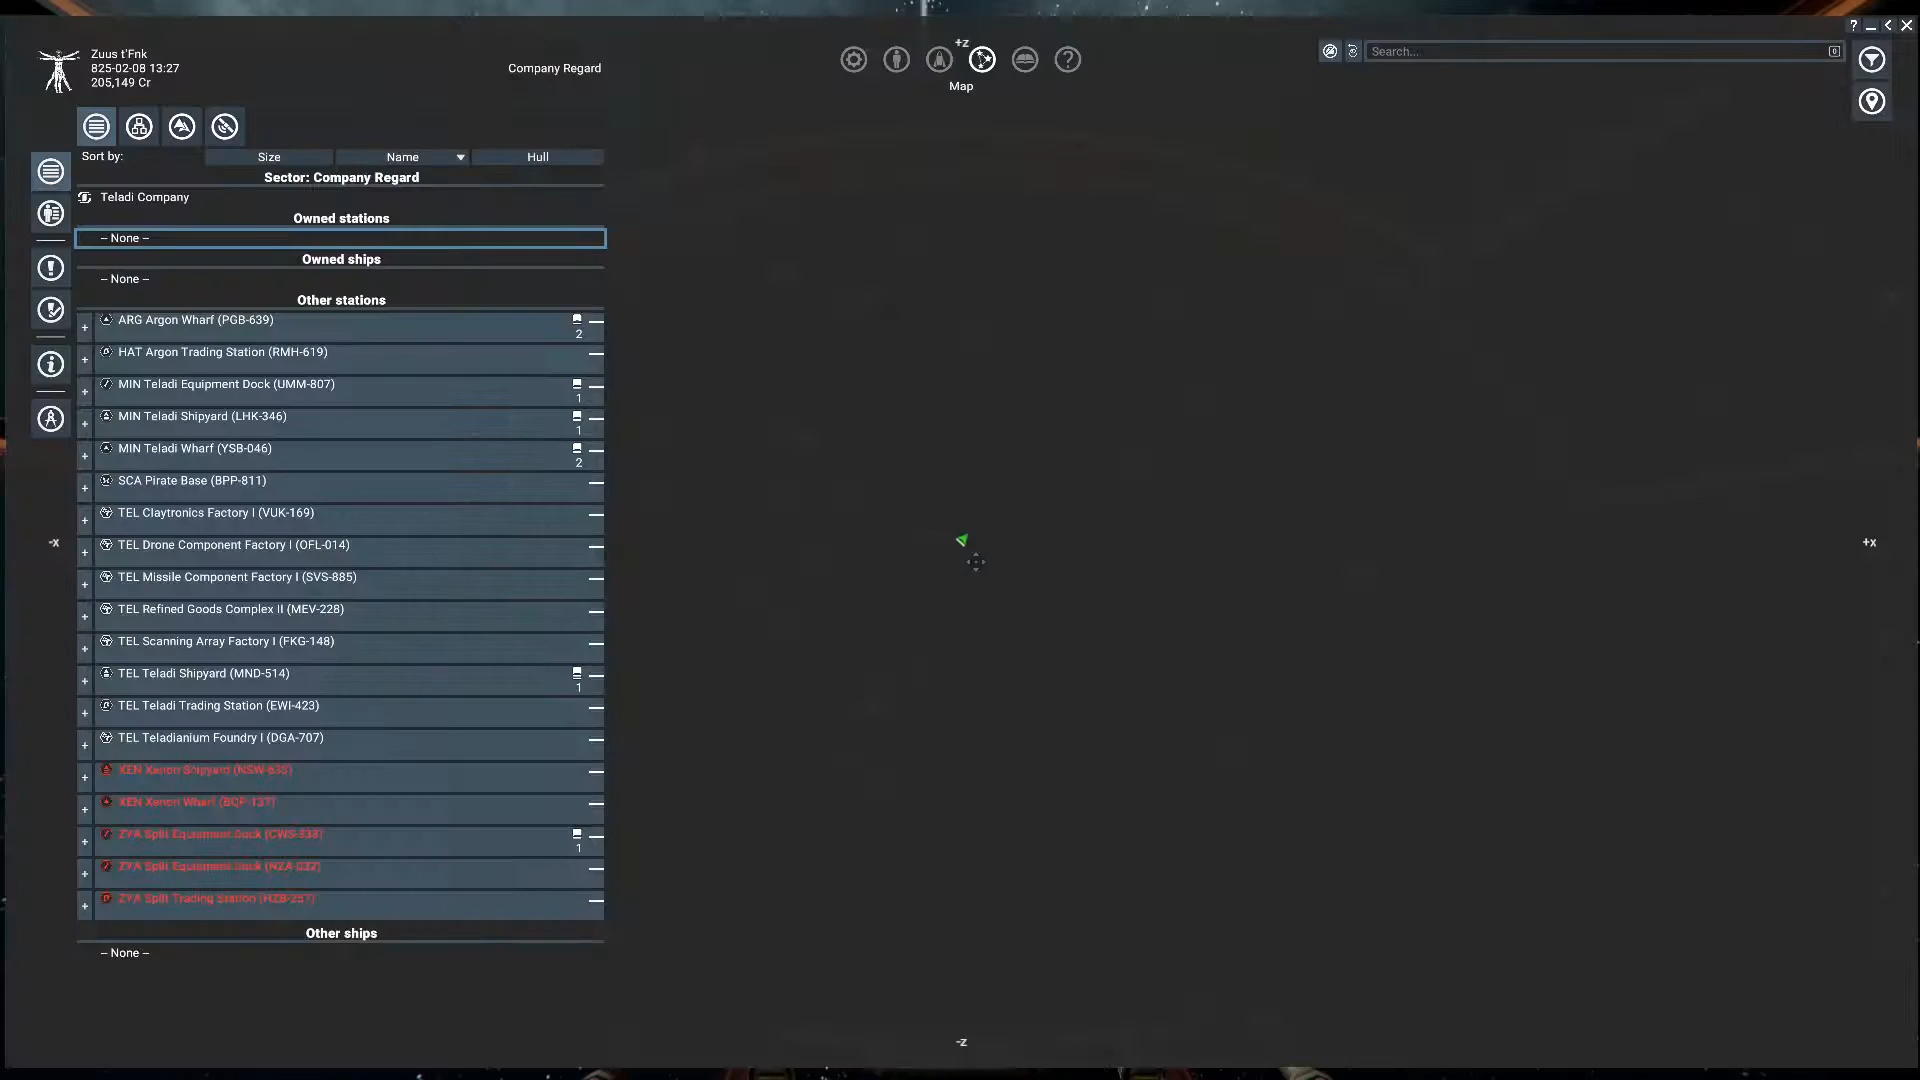 Zuus t'Fnk
825-02-08 13:27
205,149 Cr
Company Regard
+z
Map
Search...
Sort by:
Size
Name
Hull
Sector: Company Regard
Teladi Company
Owned stations
-- None --
Owned ships
-- None --
Other stations
ARG Argon Wharf (PGB-639)
2
HAT Argon Trading Station (RMH-619)
MIN Teladi Equipment Dock (UMM-807)
1
MIN Teladi Shipyard (LHK-346)
1
MIN Teladi Wharf (YSB-046)
2
SCA Pirate Base (BPP-811)
TEL Claytronics Factory I (VUK-169)
TEL Drone Component Factory I (OFL-014)
TEL Missile Component Factory I (SVS-885)
TEL Refined Goods Complex II (MEV-228)
TEL Scanning Array Factory I (FKG-148)
TEL Teladi Shipyard (MND-514)
1
TEL Teladi Trading Station (EWI-423)
TEL Teladianium Foundry I (DGA-707)
XEN Xenon Shipyard (NSW-635)
XEN Xenon Wharf
ZYA Split Equipment Dock
1
ZYA Split Equipment Dock
ZYA Split Trading Station
Other ships
-- None --
-x
+x
-z